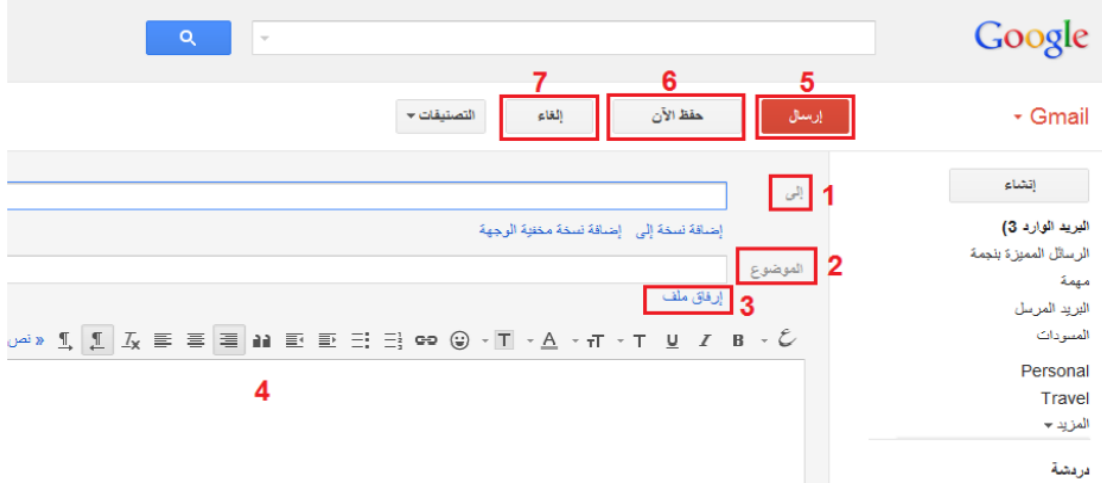 Google
7 6 5
Gmail إرسال حفظ الآن إلغاء التصنيفات
إنشاء
إلى 1
البريد الوارد 3)
إضافة نسخة إلى إضافة نسخة مخفية الوجهة
الرسائل المميزة بنجمة
الموضوع 2
مهمة
إرفاق ملف 3
البريد المرسل
المسودات
ع B I U T тT A T T نص »
Personal
4
Travel
المزيد
دردشة